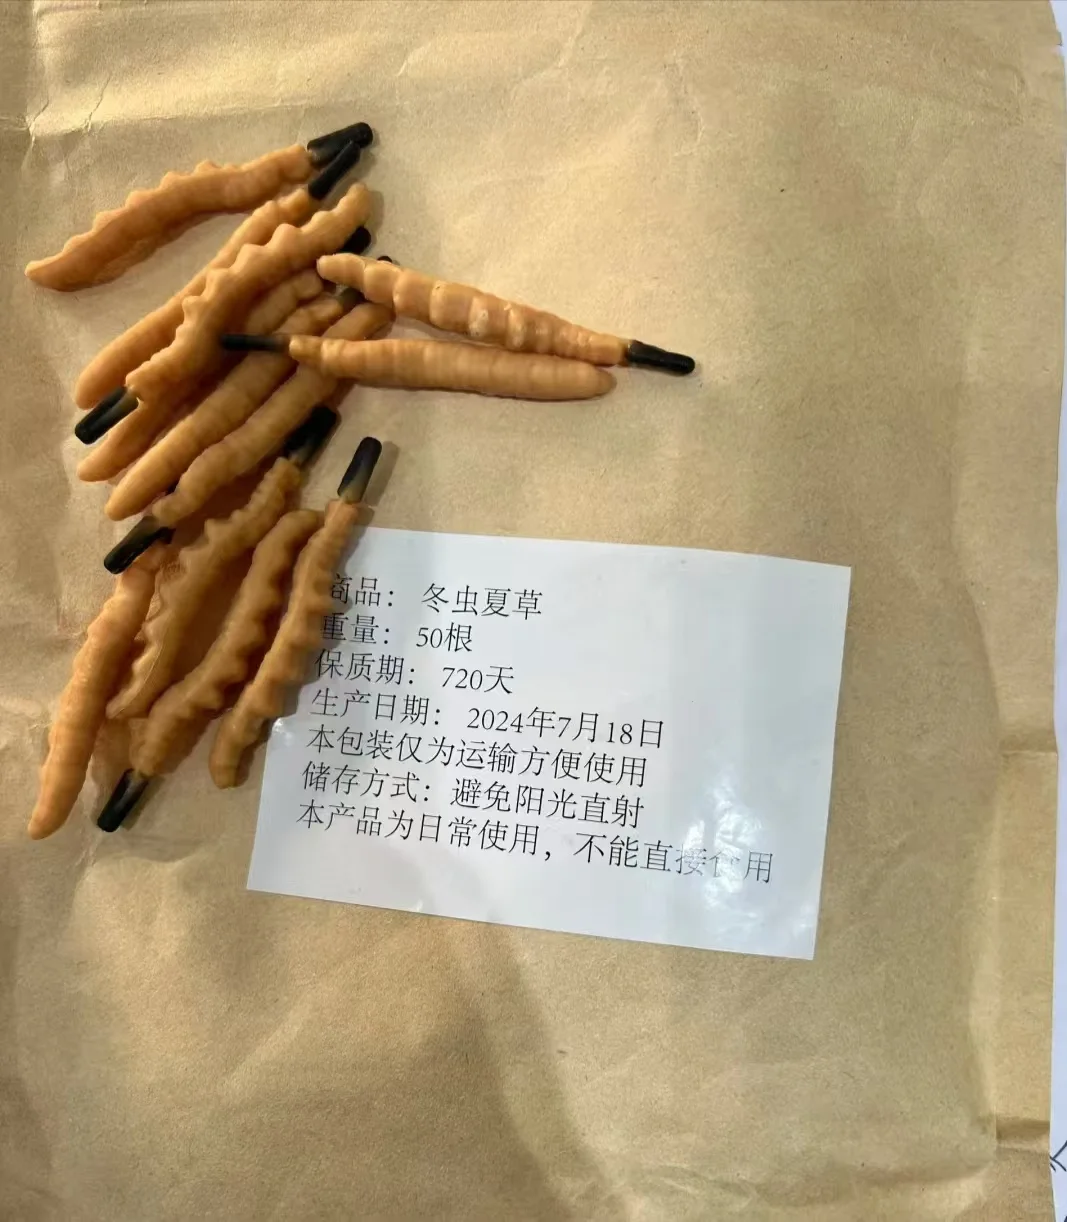 商品： 冬虫夏草
重量： 50根
保质期： 720天
生产日期： 2024年7月18日
本包装仅为运输方便使用
储存方式：避免阳光直射
本产品为日常使用，不能直接食用